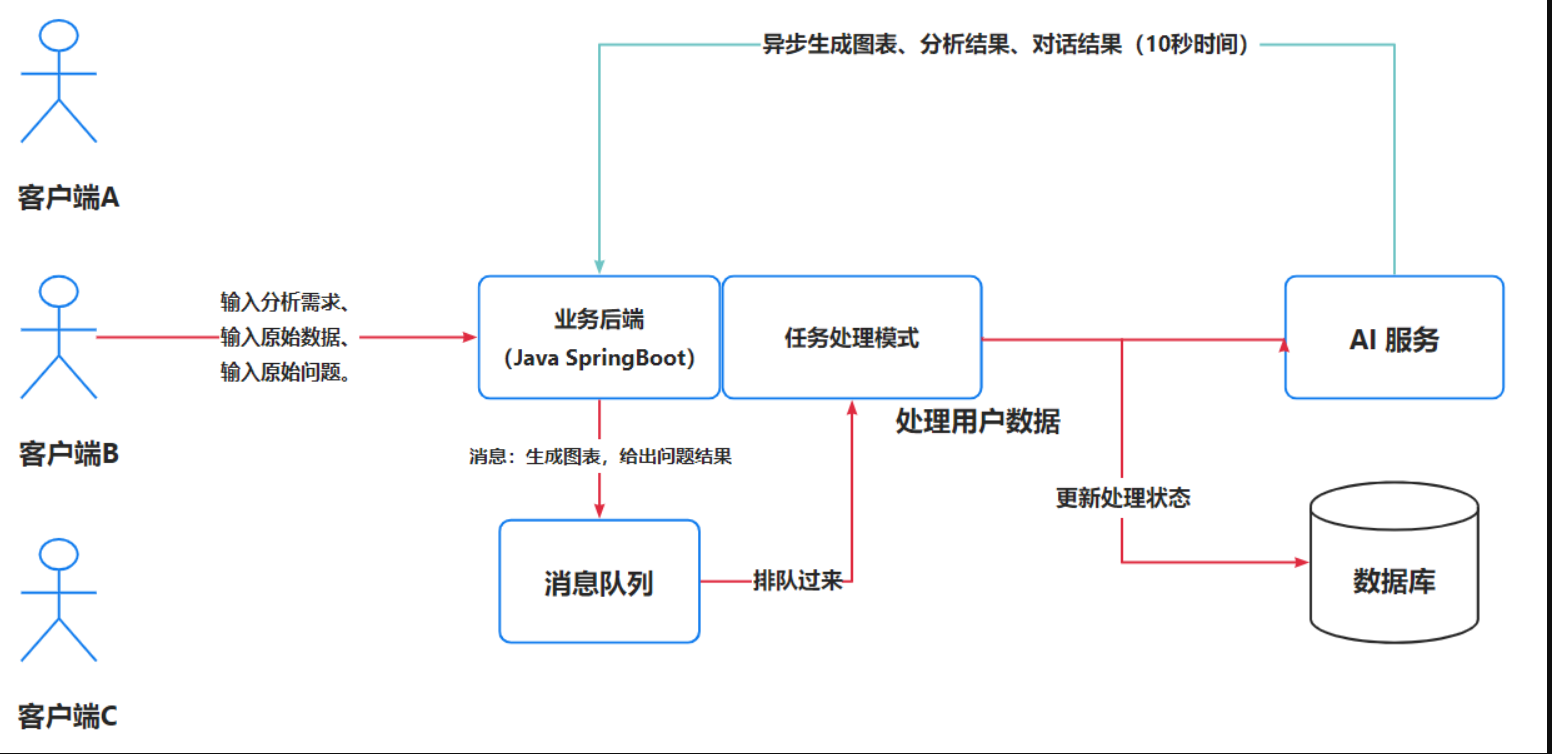 异步生成图表、分析结果、对话结果（10秒时间）
客户端A
输入分析需求、
输入原始数据、
输入原始问题。
业务后端
（Java SpringBoot）
任务处理模式
AI 服务
处理用户数据
客户端B
消息：生成图表，给出问题结果
更新处理状态
消息队列
排队过来
数据库
客户端C